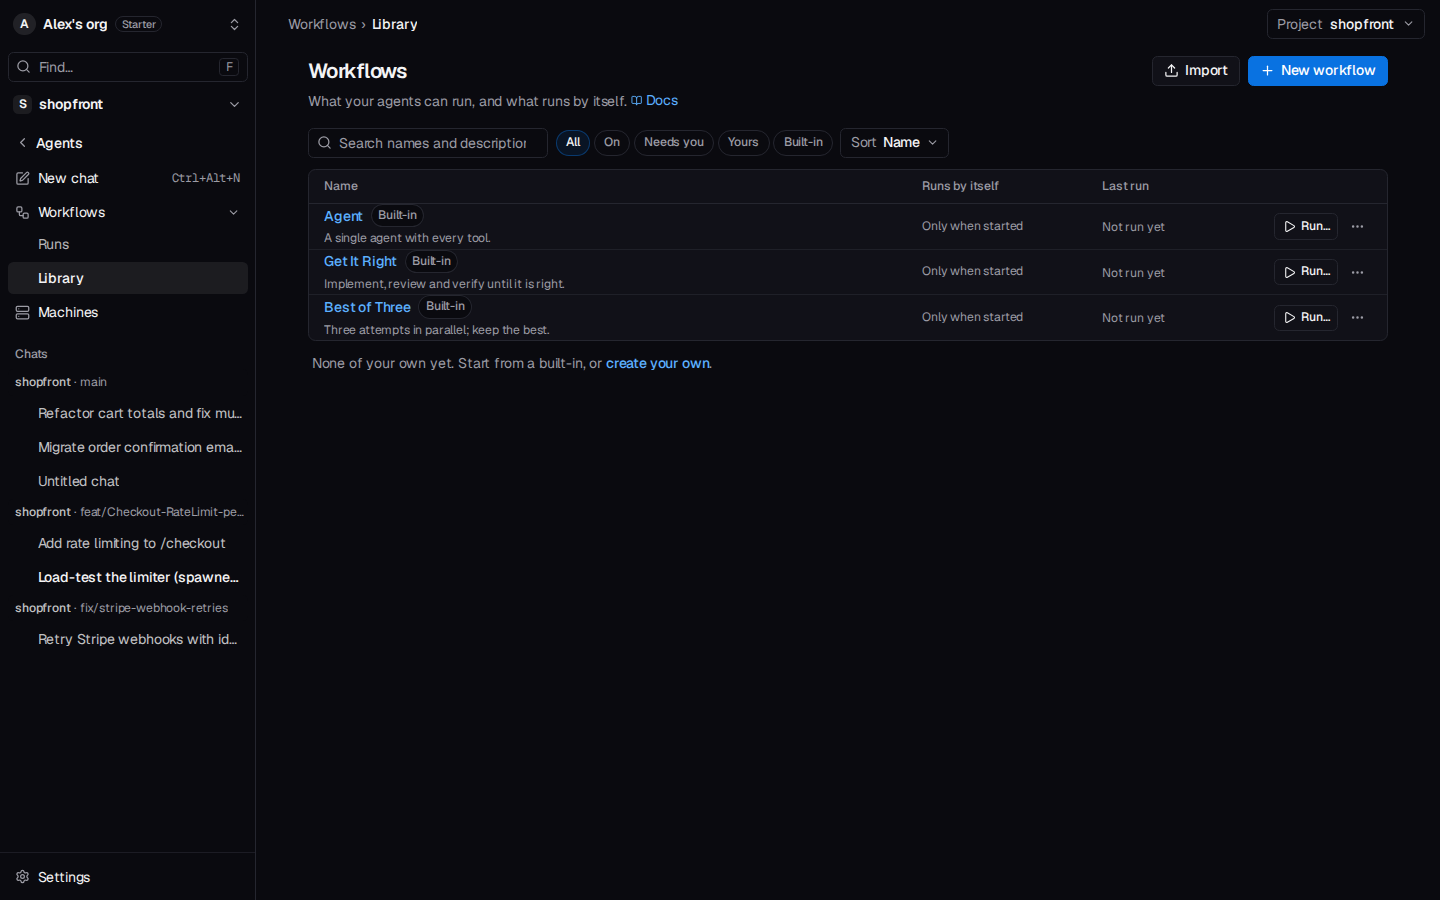 A Alex's org Starter
Find... F
S shopfront
Agents
New chat Ctrl+Alt+N
Workflows
Runs
Library
Machines
Chats
shopfront · main
Refactor cart totals and fix mu...
Migrate order confirmation ema...
Untitled chat
shopfront · feat/Checkout-RateLimit-pe...
Add rate limiting to /checkout
Load-test the limiter (spawne...
shopfront · fix/stripe-webhook-retries
Retry Stripe webhooks with id...
Settings
Workflows › Library
Project shopfront
Workflows
Import
New workflow
What your agents can run, and what runs by itself. Docs
Search names and description
All On Needs you Yours Built-in Sort Name
Name Runs by itself Last run
Agent Built-in
A single agent with every tool.
Only when started Not run yet Run...
Get It Right Built-in
Implement, review and verify until it is right.
Only when started Not run yet Run...
Best of Three Built-in
Three attempts in parallel; keep the best.
Only when started Not run yet Run...
None of your own yet. Start from a built-in, or create your own.